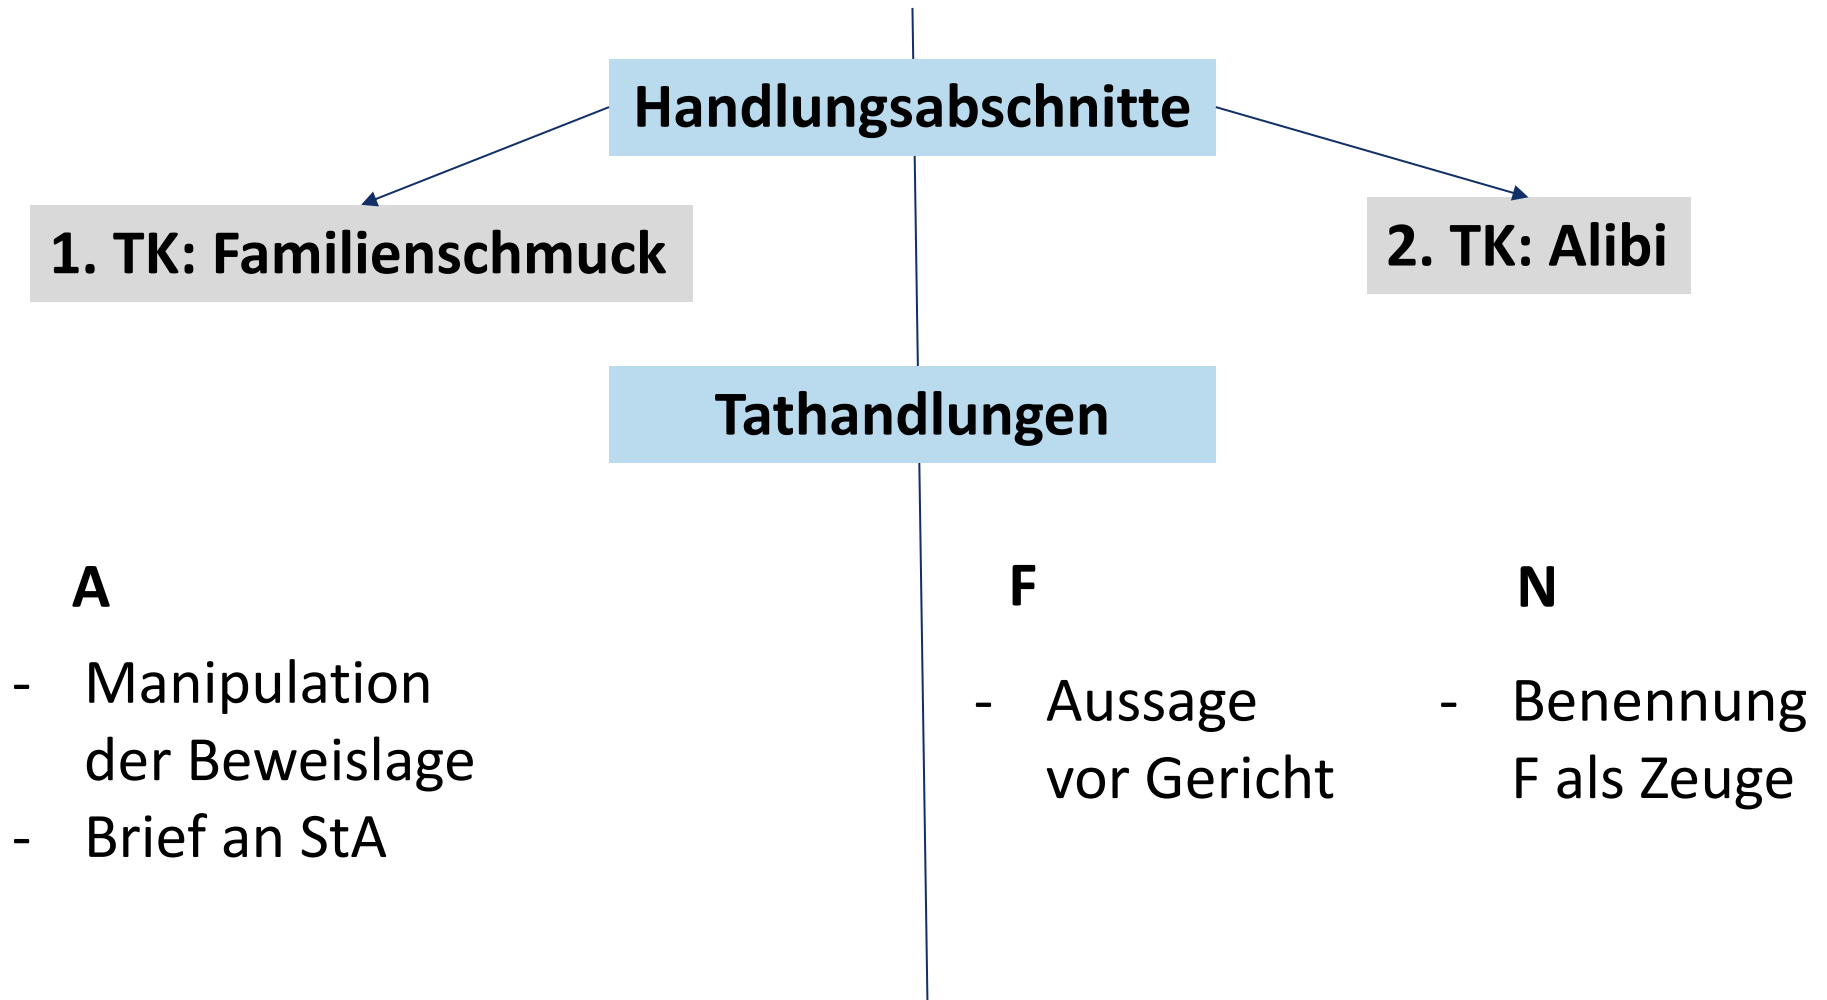 Handlungsabschnitte
1. TK: Familienschmuck
2. TK: Alibi
Tathandlungen
A
- Manipulation
der Beweislage
- Brief an StA
F
- Aussage
vor Gericht
N
- Benennung
F als Zeuge